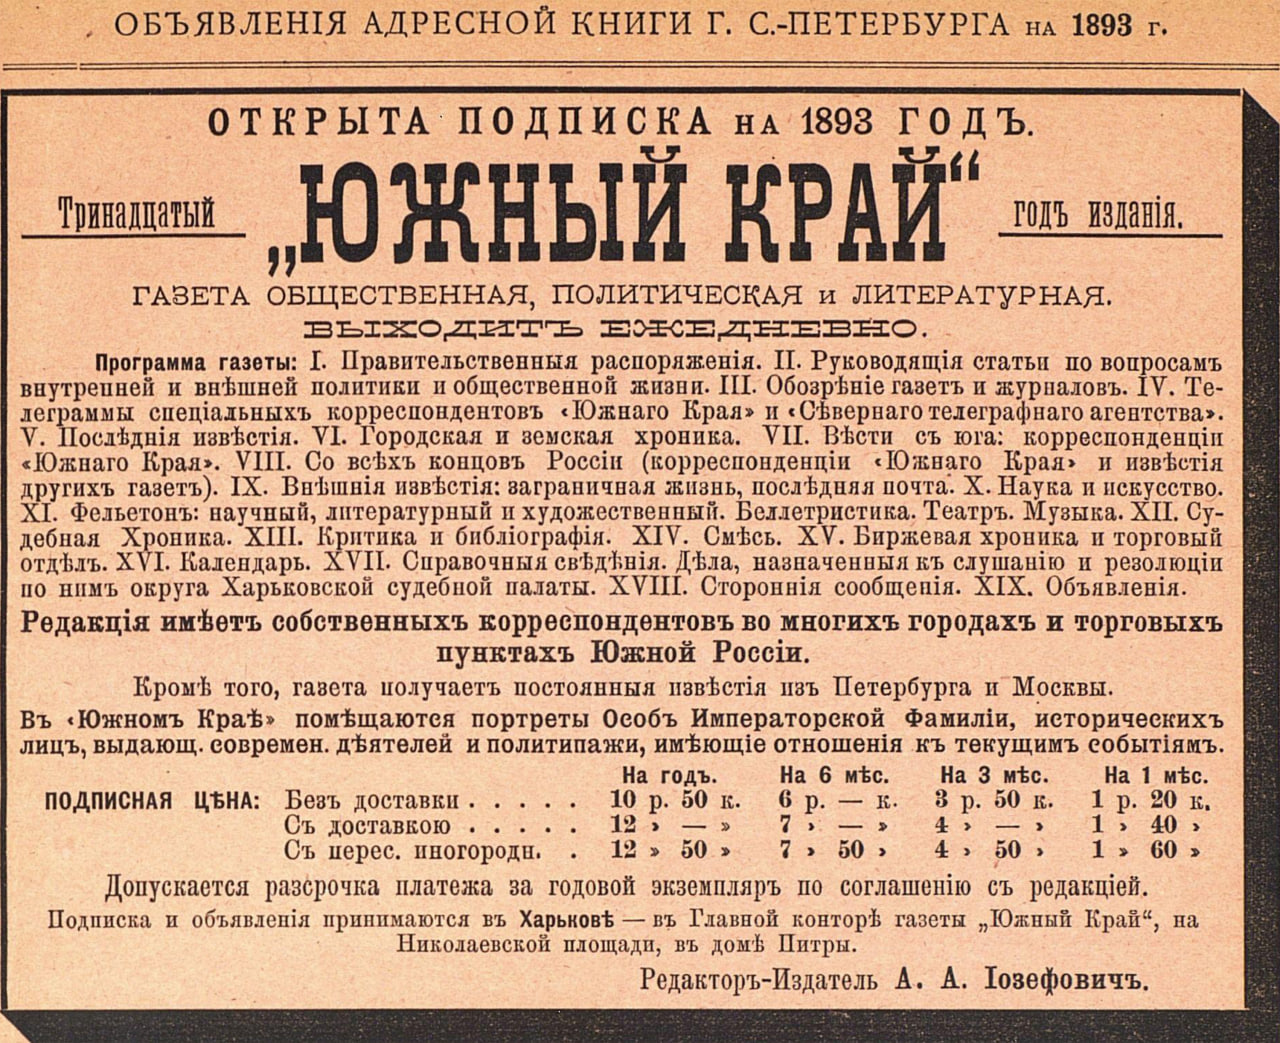 ОБЪЯВЛЕНІЯ АДРЕСНОЙ КНИГИ Г. С.-ПЕТЕРБУРГА НА 1893 Г.
ОТКРЫТА ПОДПИСКА НА 1893 ГОДЪ.
Тринадцатый „ЮЖНЫЙ КРАЙ“ годъ изданія.
ГАЗЕТА ОБЩЕСТВЕННАЯ, ПОЛИТИЧЕСКАЯ и ЛИТЕРАТУРНАЯ.
ВЫХОДИТЪ ЕЖЕДНЕВНО.
Программа газеты: I. Правительственныя распоряженія. II. Руководящія статьи по вопросамъ
внутренней и внѣшней политики и общественной жизни. III. Обозрѣніе газетъ и журналовъ. IV. Те-
леграммы спеціальныхъ корреспондентовъ «Южнаго Края» и «Сѣвернаго телеграфнаго агентства».
V. Послѣднія извѣстія. VI. Городская и земская хроника. VII. Вѣсти съ юга: корреспонденціи
«Южнаго Края». VIII. Со всѣхъ концовъ Россіи (корреспонденціи «Южнаго Края» и извѣстія
другихъ газетъ). IX. Внѣшнія извѣстія: заграничная жизнь, послѣдняя почта. X. Наука и искусство.
XI. Фельетонъ: научный, литературный и художественный. Беллетристика. Театръ. Музыка. XII. Су-
дебная Хроника. XIII. Критика и библіографія. XIV. Смѣсь. XV. Биржевая хроника и торговый
отдѣлъ. XVI. Календарь. XVII. Справочныя свѣдѣнія. Дѣла, назначенныя къ слушанію и резолюціи
по нимъ округа Харьковской судебной палаты. XVIII. Стороннія сообщенія. XIX. Объявленія.
Редакція имѣетъ собственныхъ корреспондентовъ во многихъ городахъ и торговыхъ
пунктахъ Южной Россіи.
Кромѣ того, газета получаетъ постоянныя извѣстія изъ Петербурга и Москвы.
Въ «Южномъ Краѣ» помѣщаются портреты Особъ Императорской Фамиліи, историческихъ
лицъ, выдающ. современ. дѣятелей и политипажи, имѣющіе отношенія къ текущимъ событіямъ.
На годъ. На 6 мѣс. На 3 мѣс. На 1 мѣс.
ПОДПИСНАЯ ЦѢНА: Безъ доставки . . . . . 10 р. 50 к. 6 р. — к. 3 р. 50 к. 1 р. 20 к.
Съ доставкою . . . . . 12 » — » 7 » — » 4 » — » 1 » 40 »
Съ перес. иногородн. . 12 » 50 » 7 » 50 » 4 » 50 » 1 » 60 »
Допускается разсрочка платежа за годовой экземпляръ по соглашенію съ редакціей.
Подписка и объявленія принимаются въ Харьковѣ — въ Главной конторѣ газеты „Южный Край“, на
Николаевской площади, въ домѣ Питры.
Редакторъ-Издатель А. А. Іозефовичъ.